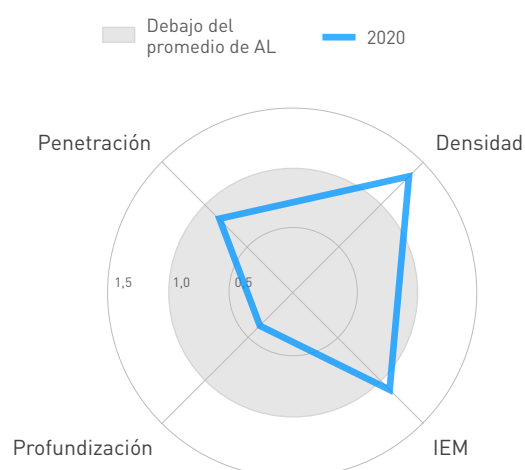 Debajo del
promedio de AL
2020
Penetración
Densidad
1,5
1,0
0,5
Profundización
IEM